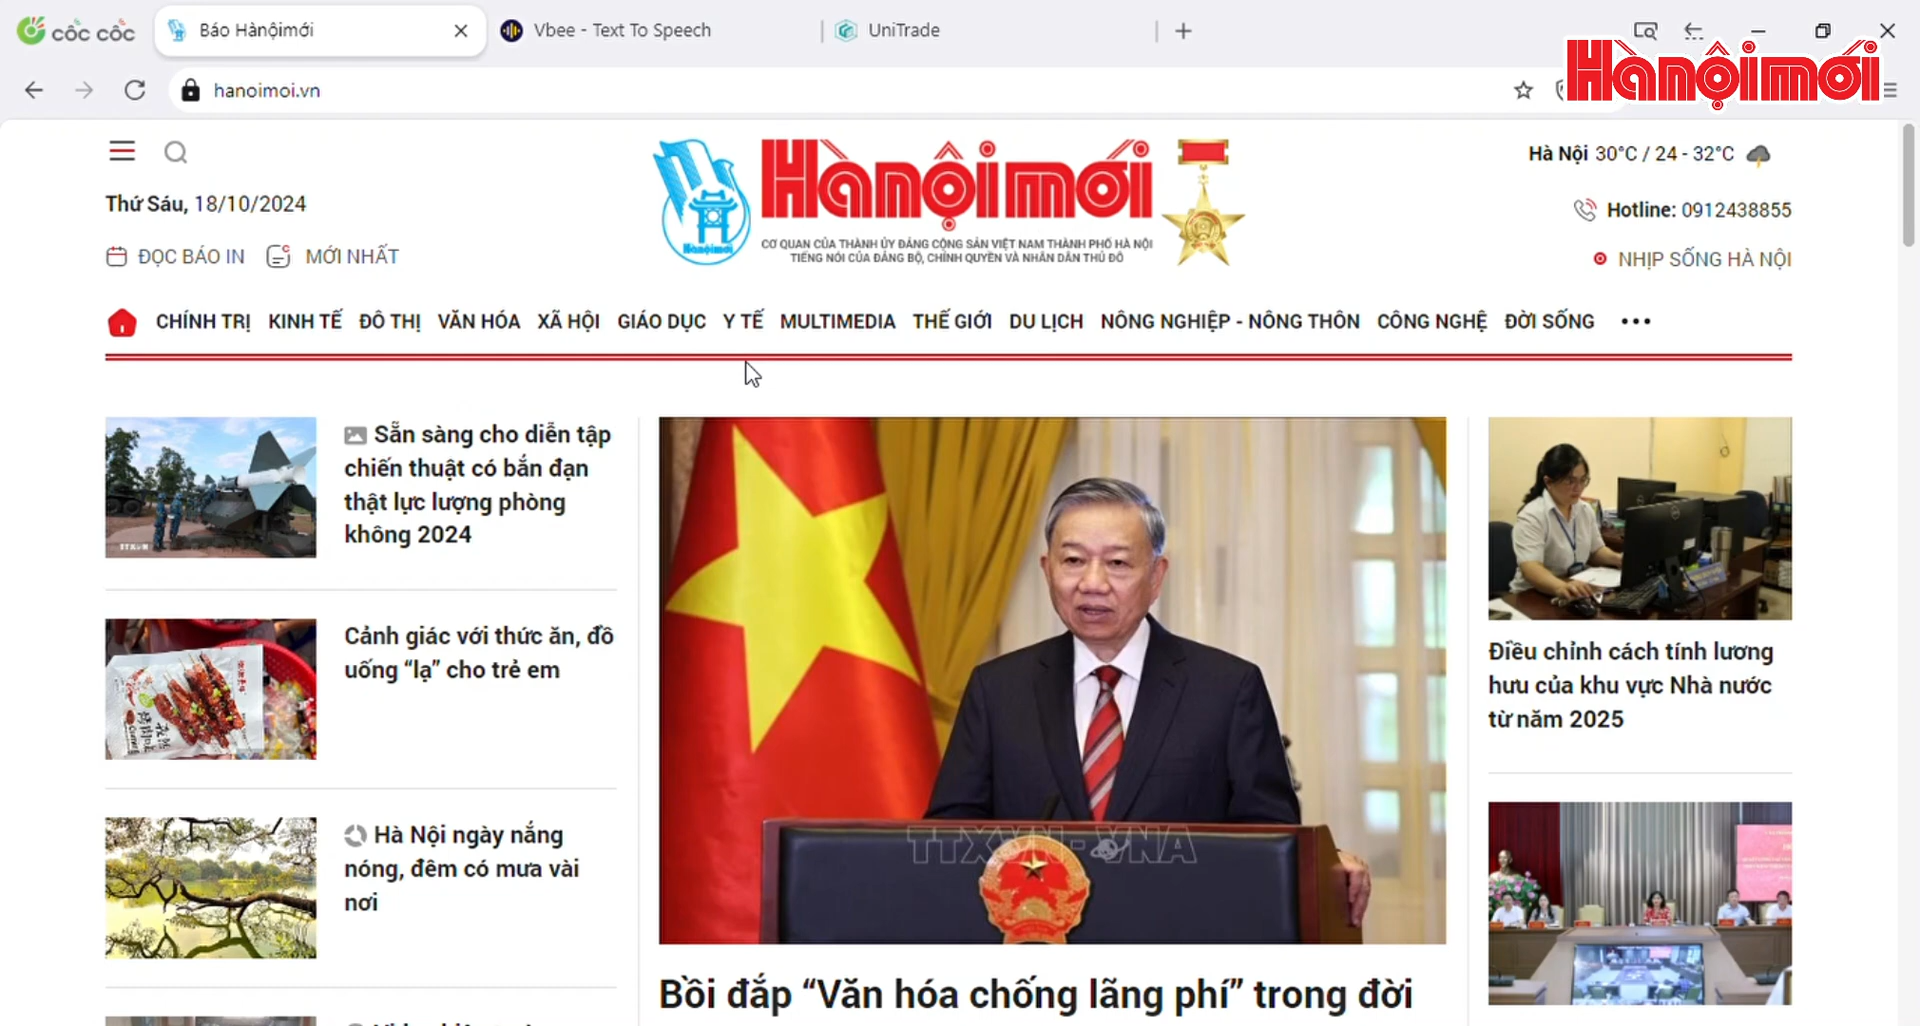 cốc cốc
Báo Hànộimới
Vbee - Text To Speech
UniTrade
hanoimoi.vn
Hànộimới
Thứ Sáu, 18/10/2024
ĐỌC BÁO IN
MỚI NHẤT
Hànộimới
Hànộimới
CƠ QUAN CỦA THÀNH ỦY ĐẢNG CỘNG SẢN VIỆT NAM THÀNH PHỐ HÀ NỘI
TIẾNG NÓI CỦA ĐẢNG BỘ, CHÍNH QUYỀN VÀ NHÂN DÂN THỦ ĐÔ
Hà Nội 30°C / 24 - 32°C
Hotline: 0912438855
NHỊP SỐNG HÀ NỘI
CHÍNH TRỊ KINH TẾ ĐÔ THỊ VĂN HÓA XÃ HỘI GIÁO DỤC Y TẾ MULTIMEDIA THẾ GIỚI DU LỊCH NÔNG NGHIỆP - NÔNG THÔN CÔNG NGHỆ ĐỜI SỐNG
Sẵn sàng cho diễn tập
chiến thuật có bắn đạn
thật lực lượng phòng
không 2024
Cảnh giác với thức ăn, đồ
uống “lạ” cho trẻ em
Hà Nội ngày nắng
nóng, đêm có mưa vài
nơi
TTXVN - VNA
Bồi đắp “Văn hóa chống lãng phí” trong đời
Điều chỉnh cách tính lương
hưu của khu vực Nhà nước
từ năm 2025